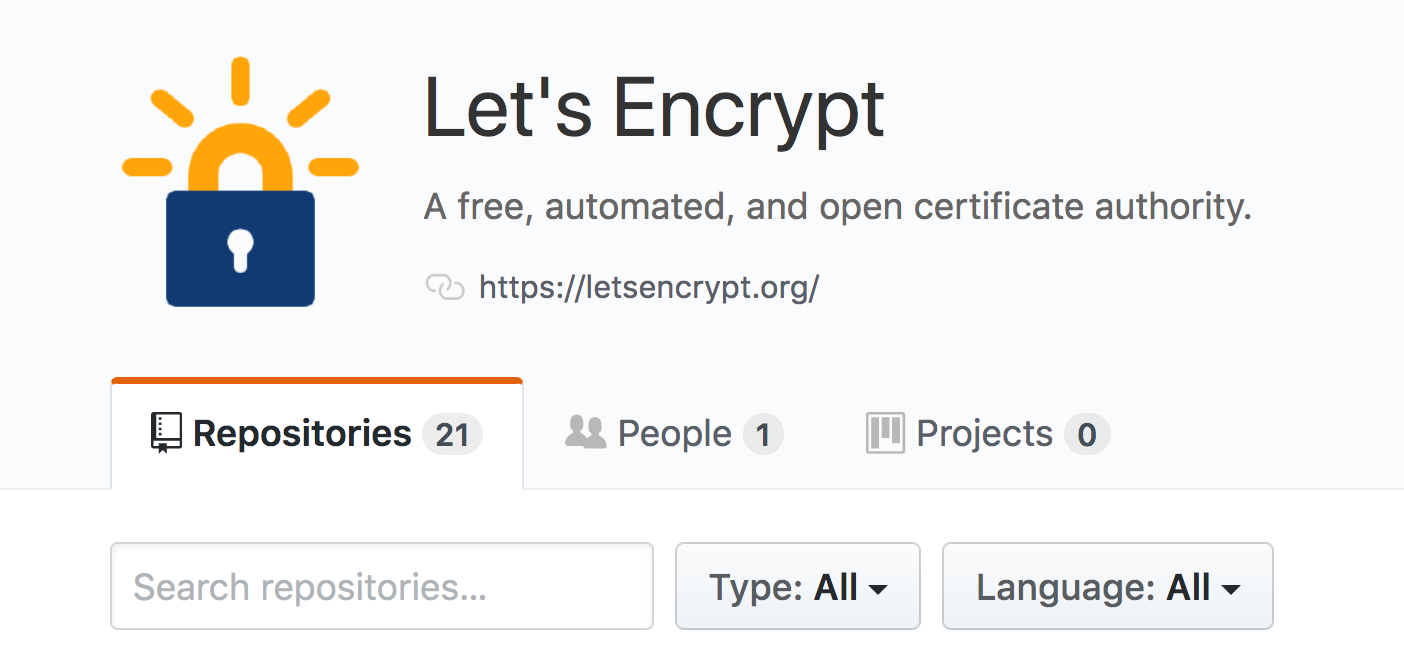 Let's Encrypt
A free, automated, and open certificate authority.
https://letsencrypt.org/
Repositories 21 People 1 Projects 0
Search repositories... Type: All Language: All